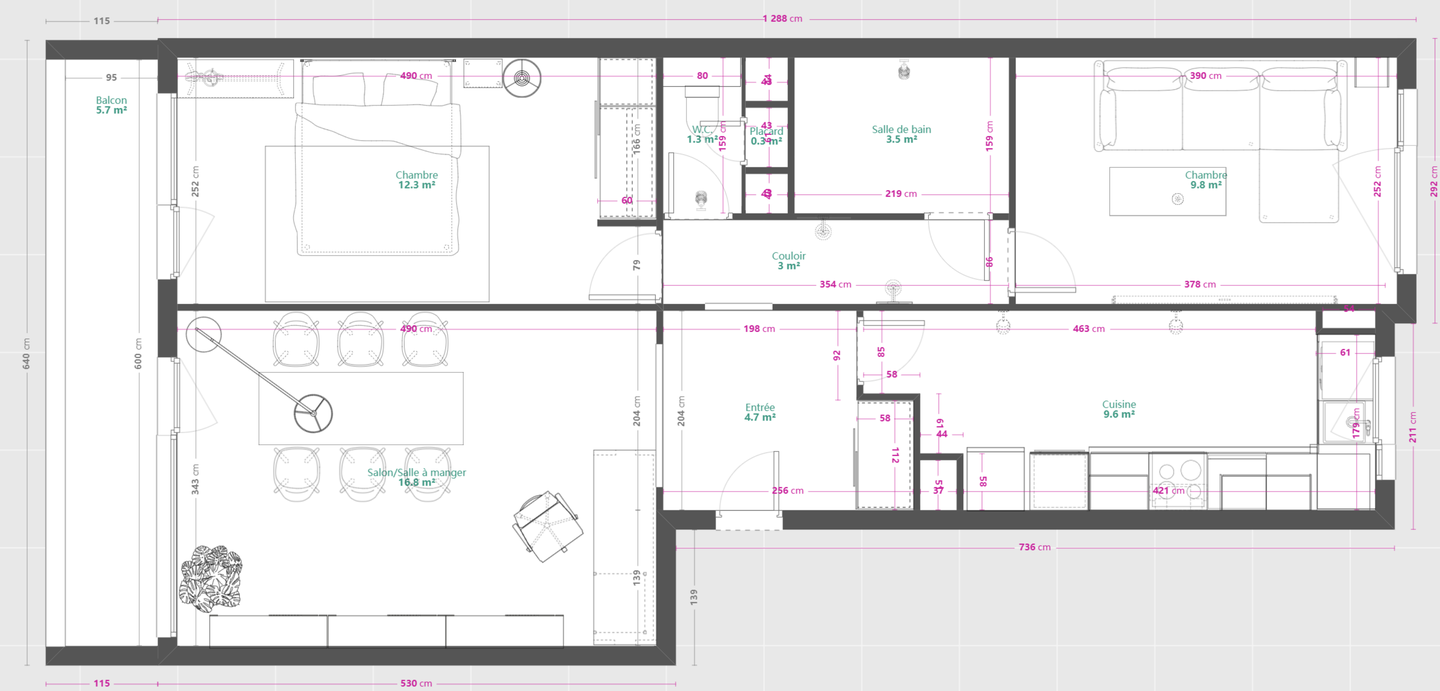 1 288 cm
115
490 cm
80
43
390 cm
95
Balcon
5.7 m²
W.C.
1.3 m²
43
Placard
0.3 m²
Salle de bain
3.5 m²
166 cm
159 cm
159 cm
Chambre
12.3 m²
Chambre
9.8 m²
252 cm
252 cm
292 cm
60
43
219 cm
Couloir
3 m²
79
86
354 cm
378 cm
490 cm
198 cm
463 cm
640 cm
600 cm
92
58
58
61
204 cm
204 cm
Entrée
4.7 m²
Cuisine
9.6 m²
58
61
44
179 cm
211 cm
343 cm
Salon/Salle à manger
16.8 m²
112
256 cm
37
58
421 cm
736 cm
139
139
115
530 cm